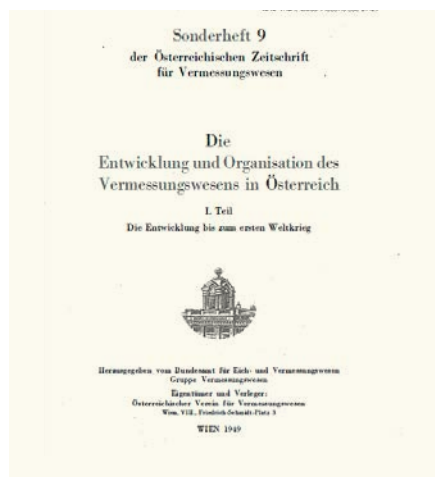 Sonderheft 9
der Österreichischen Zeitschrift
für Vermessungswesen
Die
Entwicklung und Organisation des
Vermessungswesens in Österreich
I. Teil
Die Entwicklung bis zum ersten Weltkrieg
Herausgegeben vom Bundesamt für Eich- und Vermessungswesen
Gruppe Vermessungswesen
Eigentümer und Verleger:
Österreichischer Verein für Vermessungswesen
Wien, VIII., Friedrich-Schmidt-Platz 3
WIEN 1949